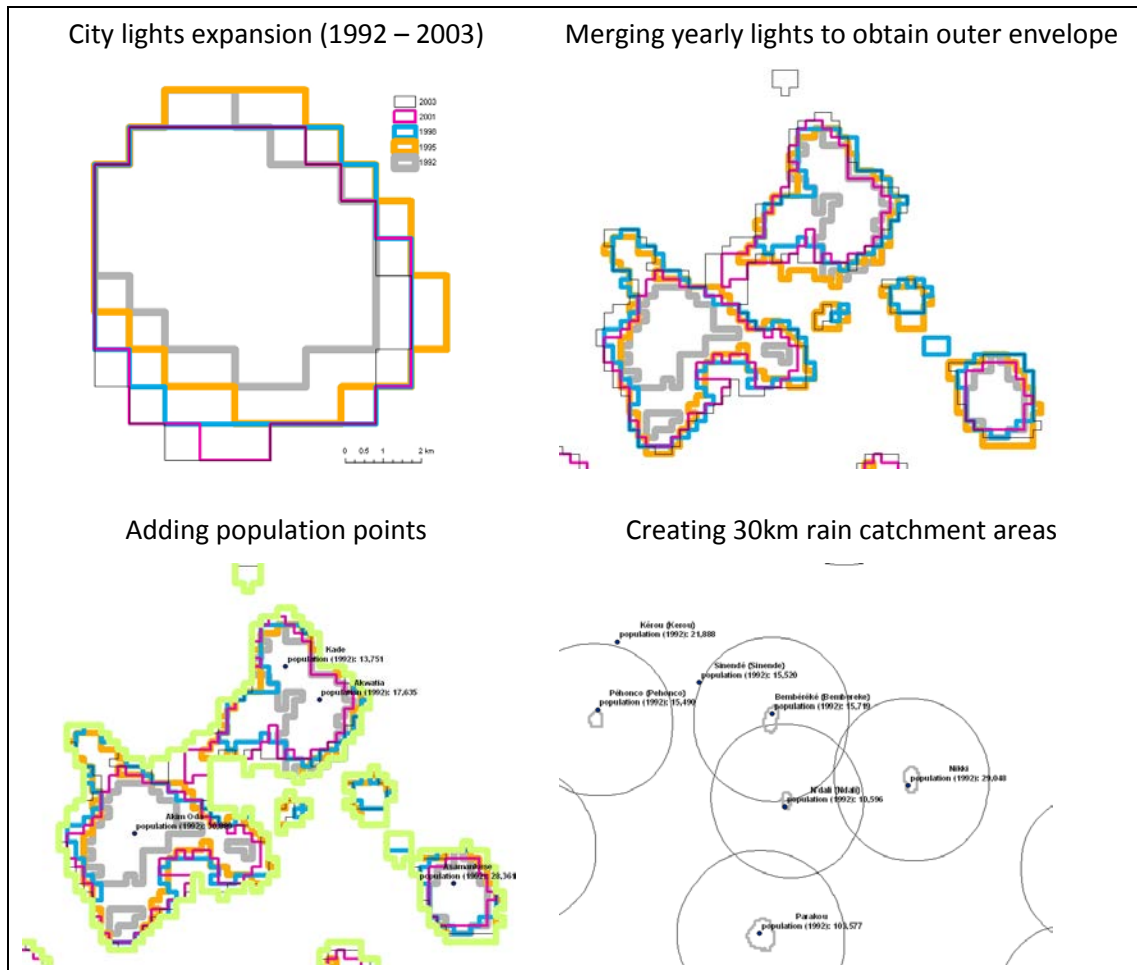 City lights expansion (1992 – 2003)
2003
2001
1998
1995
1992
0 0.5 1 2 km
Merging yearly lights to obtain outer envelope
Adding population points
Kade
population (1992): 13,751
Akwatia
population (1992): 17,635
Akim Oda
population (1992):
Asamankese
population (1992): 28,361
Creating 30km rain catchment areas
Kérou (Kerou)
population (1992): 21,888
Sinendé (Sinende)
population (1992): 15,520
Péhonco (Pehonco)
population (1992): 15,490
Bembéréké (Bembereke)
population (1992): 15,719
Nikki
population (1992): 29,048
N'dali (Ndali)
population (1992): 10,596
Parakou
population (1992): 103,577